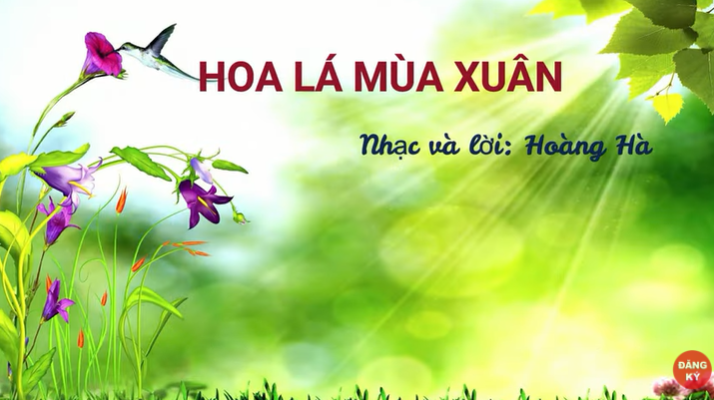 HOA LÁ MÙA XUÂN
Nhạc và lời: Hoàng Hà
ĐĂNG
KÝ